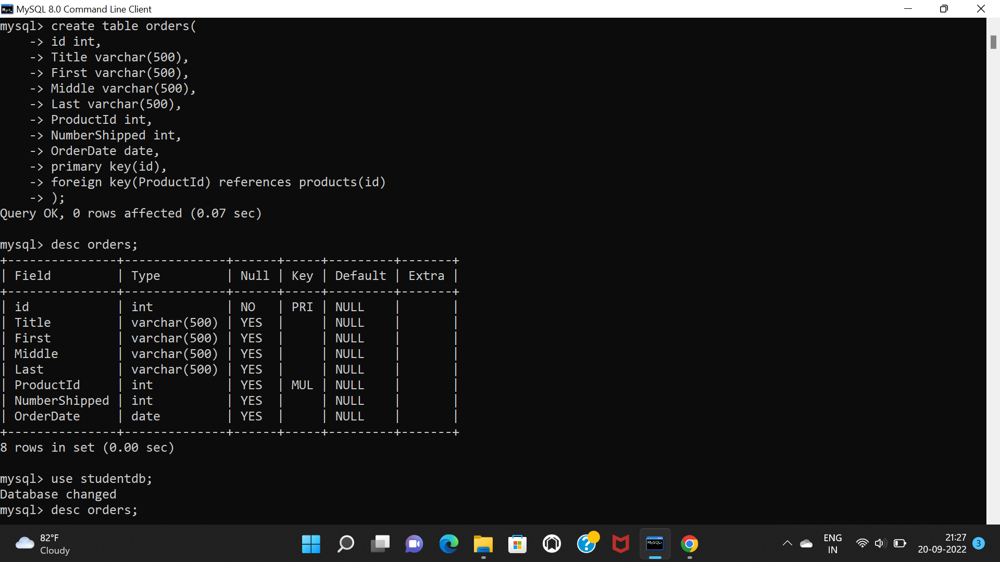 MySQL 8.0 Command Line Client
mysql> create table orders(
    -> id int,
    -> Title varchar(500),
    -> First varchar(500),
    -> Middle varchar(500),
    -> Last varchar(500),
    -> ProductId int,
    -> NumberShipped int,
    -> OrderDate date,
    -> primary key(id),
    -> foreign key(ProductId) references products(id)
    -> );
Query OK, 0 rows affected (0.07 sec)
mysql> desc orders;
+---------------+--------------+------+-----+---------+-------+
| Field         | Type         | Null | Key | Default | Extra |
+---------------+--------------+------+-----+---------+-------+
| id            | int          | NO   | PRI | NULL    |       |
| Title         | varchar(500) | YES  |     | NULL    |       |
| First         | varchar(500) | YES  |     | NULL    |       |
| Middle        | varchar(500) | YES  |     | NULL    |       |
| Last          | varchar(500) | YES  |     | NULL    |       |
| ProductId     | int          | YES  | MUL | NULL    |       |
| NumberShipped | int          | YES  |     | NULL    |       |
| OrderDate     | date         | YES  |     | NULL    |       |
+---------------+--------------+------+-----+---------+-------+
8 rows in set (0.00 sec)
mysql> use studentdb;
Database changed
mysql> desc orders;
82°F
Cloudy
MySQL>
ENG
IN
21:27
20-09-2022
3